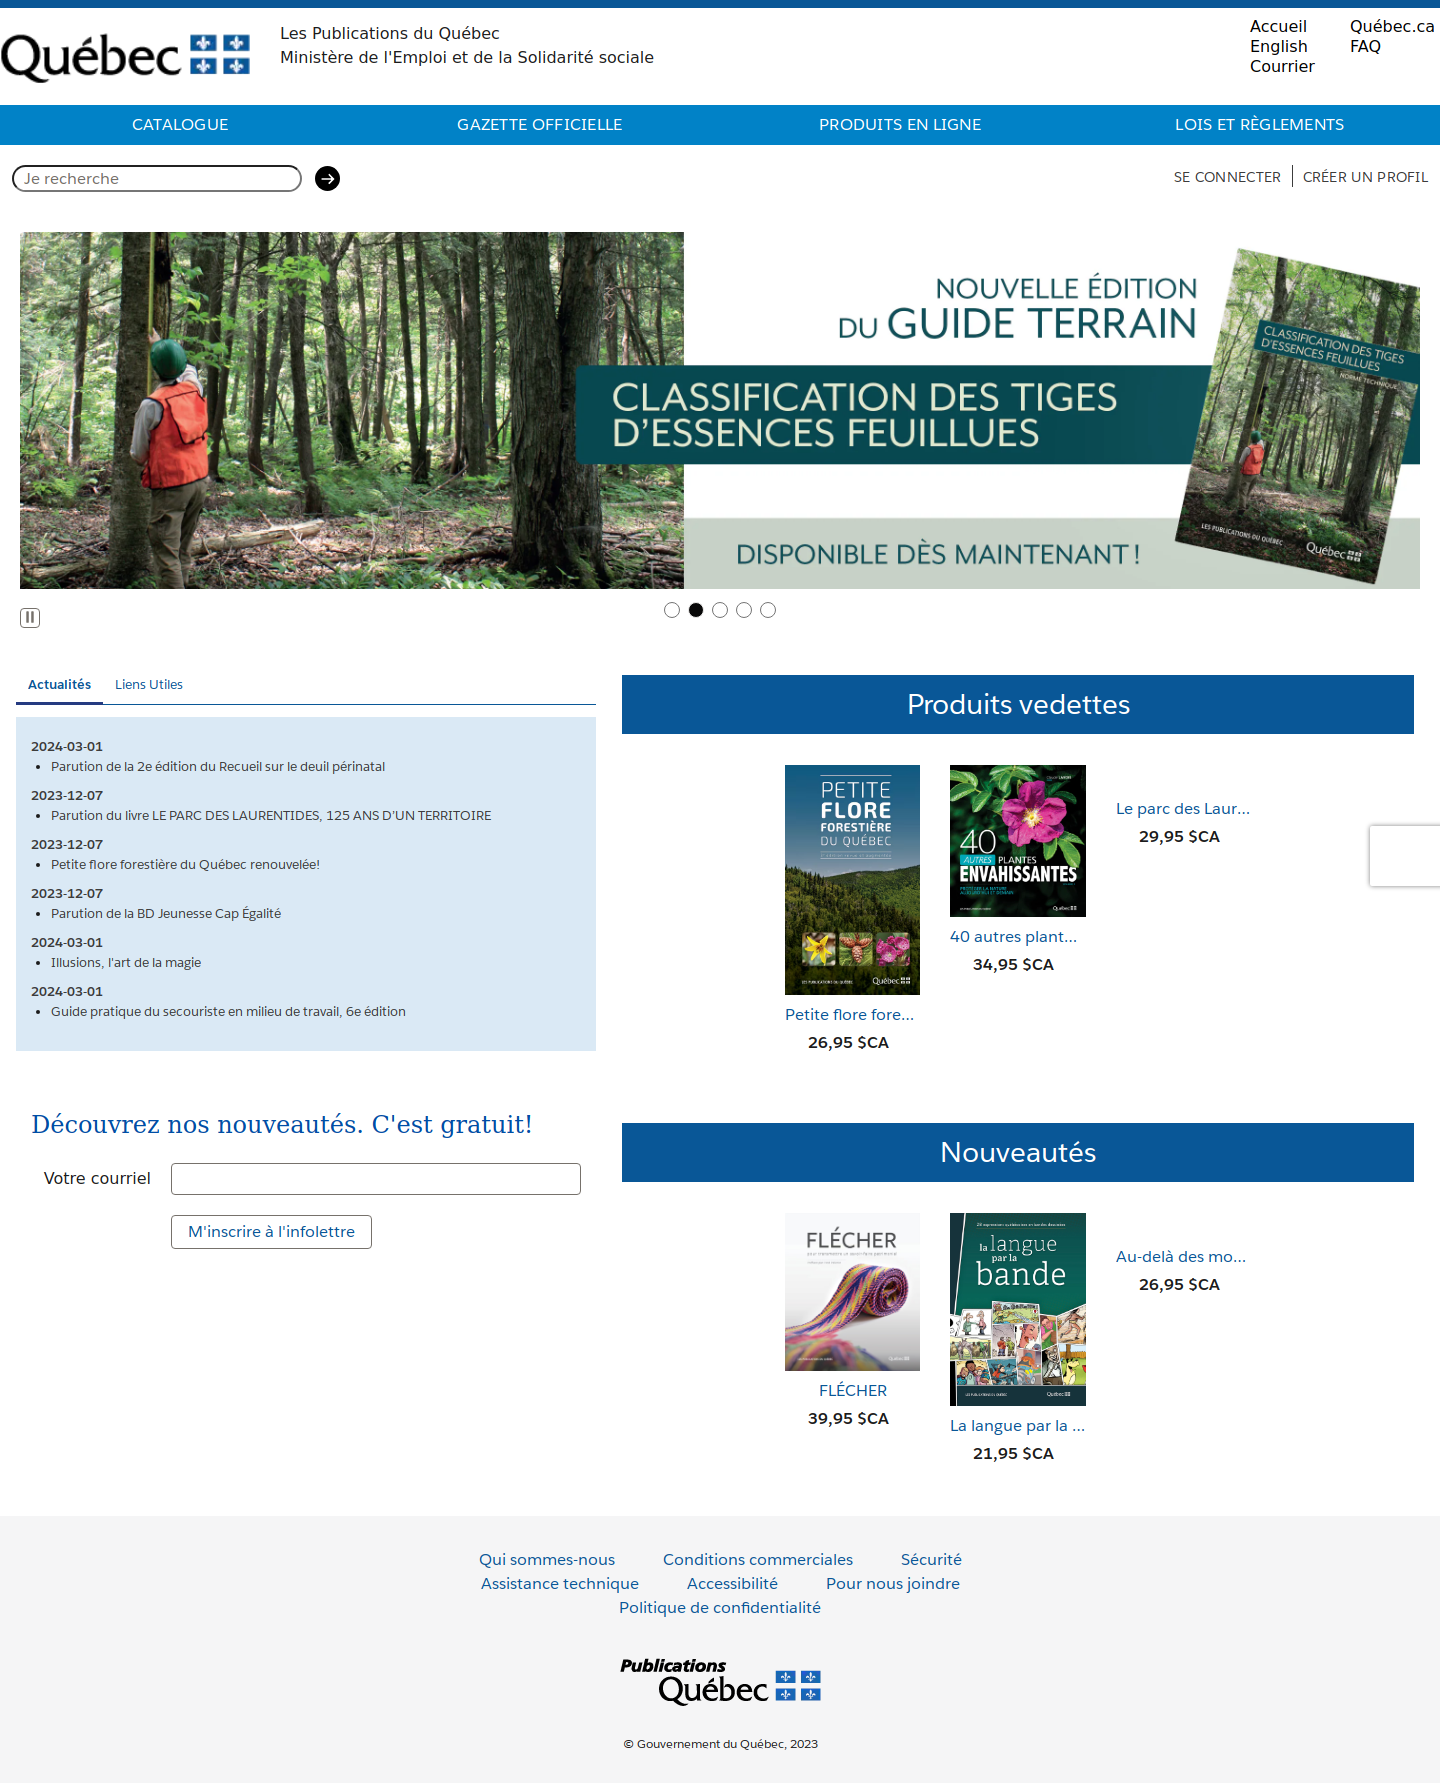 Québec
Les Publications du Québec
Ministère de l'Emploi et de la Solidarité sociale
Accueil
English
Courrier
Québec.ca
FAQ
CATALOGUE
GAZETTE OFFICIELLE
PRODUITS EN LIGNE
LOIS ET RÈGLEMENTS
Je recherche
SE CONNECTER
CRÉER UN PROFIL
NOUVELLE ÉDITION
DU GUIDE TERRAIN
CLASSIFICATION DES TIGES
D'ESSENCES FEUILLUES
DISPONIBLE DÈS MAINTENANT!
CLASSIFICATION DES TIGES
D'ESSENCES FEUILLUES
NORME TECHNIQUE
LES PUBLICATIONS DU QUÉBEC
Québec
Actualités
Liens Utiles
2024-03-01
Parution de la 2e édition du Recueil sur le deuil périnatal
2023-12-07
Parution du livre LE PARC DES LAURENTIDES, 125 ANS D'UN TERRITOIRE
2023-12-07
Petite flore forestière du Québec renouvelée!
2023-12-07
Parution de la BD Jeunesse Cap Égalité
2024-03-01
Illusions, l'art de la magie
2024-03-01
Guide pratique du secouriste en milieu de travail, 6e édition
Produits vedettes
PETITE
FLORE
FORESTIÈRE
DU QUÉBEC
LES PUBLICATIONS DU QUÉBEC
Québec
Petite flore fore...
26,95 $CA
40
AUTRES PLANTES
ENVAHISSANTES
Québec
40 autres plant...
34,95 $CA
Le parc des Laur...
29,95 $CA
Découvrez nos nouveautés. C'est gratuit!
Votre courriel
M'inscrire à l'infolettre
Nouveautés
FLÉCHER
Québec
FLÉCHER
39,95 $CA
la langue
par la
bande
Québec
La langue par la ...
21,95 $CA
Au-delà des mo...
26,95 $CA
Qui sommes-nous
Conditions commerciales
Sécurité
Assistance technique
Accessibilité
Pour nous joindre
Politique de confidentialité
Publications
Québec
© Gouvernement du Québec, 2023